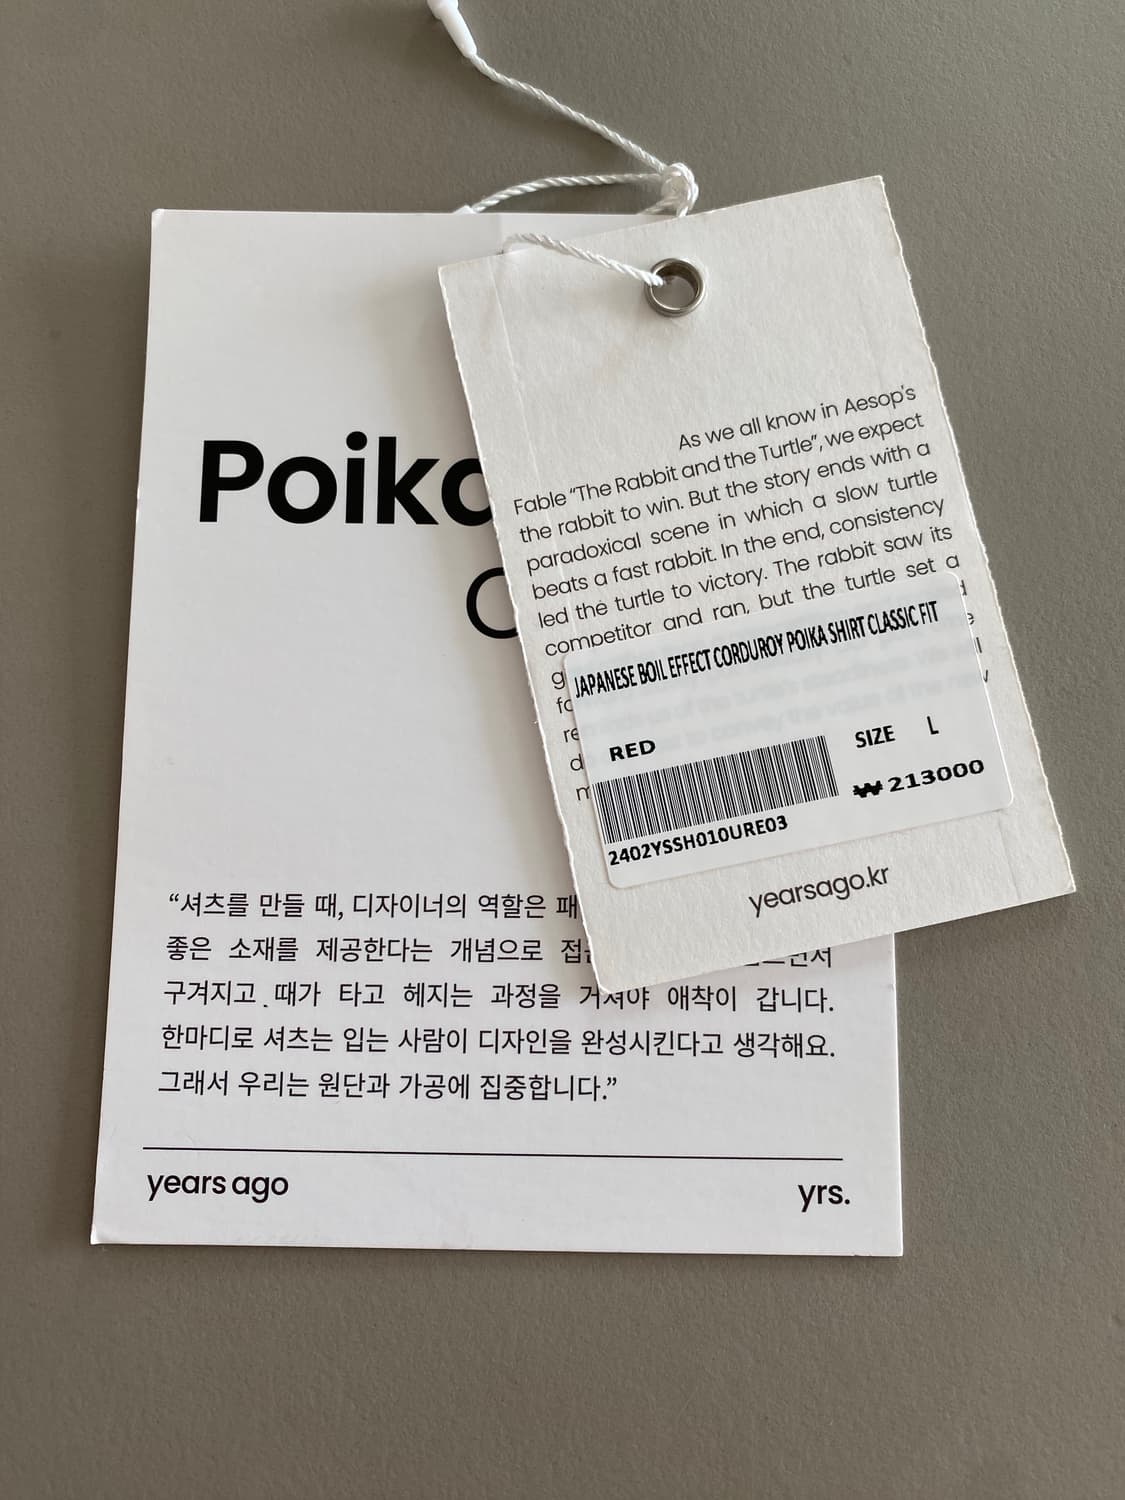 “셔츠를 만들 때, 디자이너의 역할은
좋은 소재를 제공한다는 개념으로
구겨지고 때가 타고 헤지는 과정을 거쳐야 애착이 갑니다.
한마디로 셔츠는 입는 사람이 디자인을 완성시킨다고 생각해요.
그래서 우리는 원단과 가공에 집중합니다.”
years ago
yrs.
As we all know in Aesop's
Fable “The Rabbit and the Turtle”, we expect
the rabbit to win. But the story ends with a
paradoxical scene in which a slow turtle
beats a fast rabbit. In the end, consistency
led the turtle to victory. The rabbit saw its
competitor and ran, but the turtle set a
JAPANESE BOIL EFFECT CORDUROY POIKA SHIRT CLASSIC FIT
RED
SIZE L
₩ 213000
2402YSSH010URE03
yearsago.kr